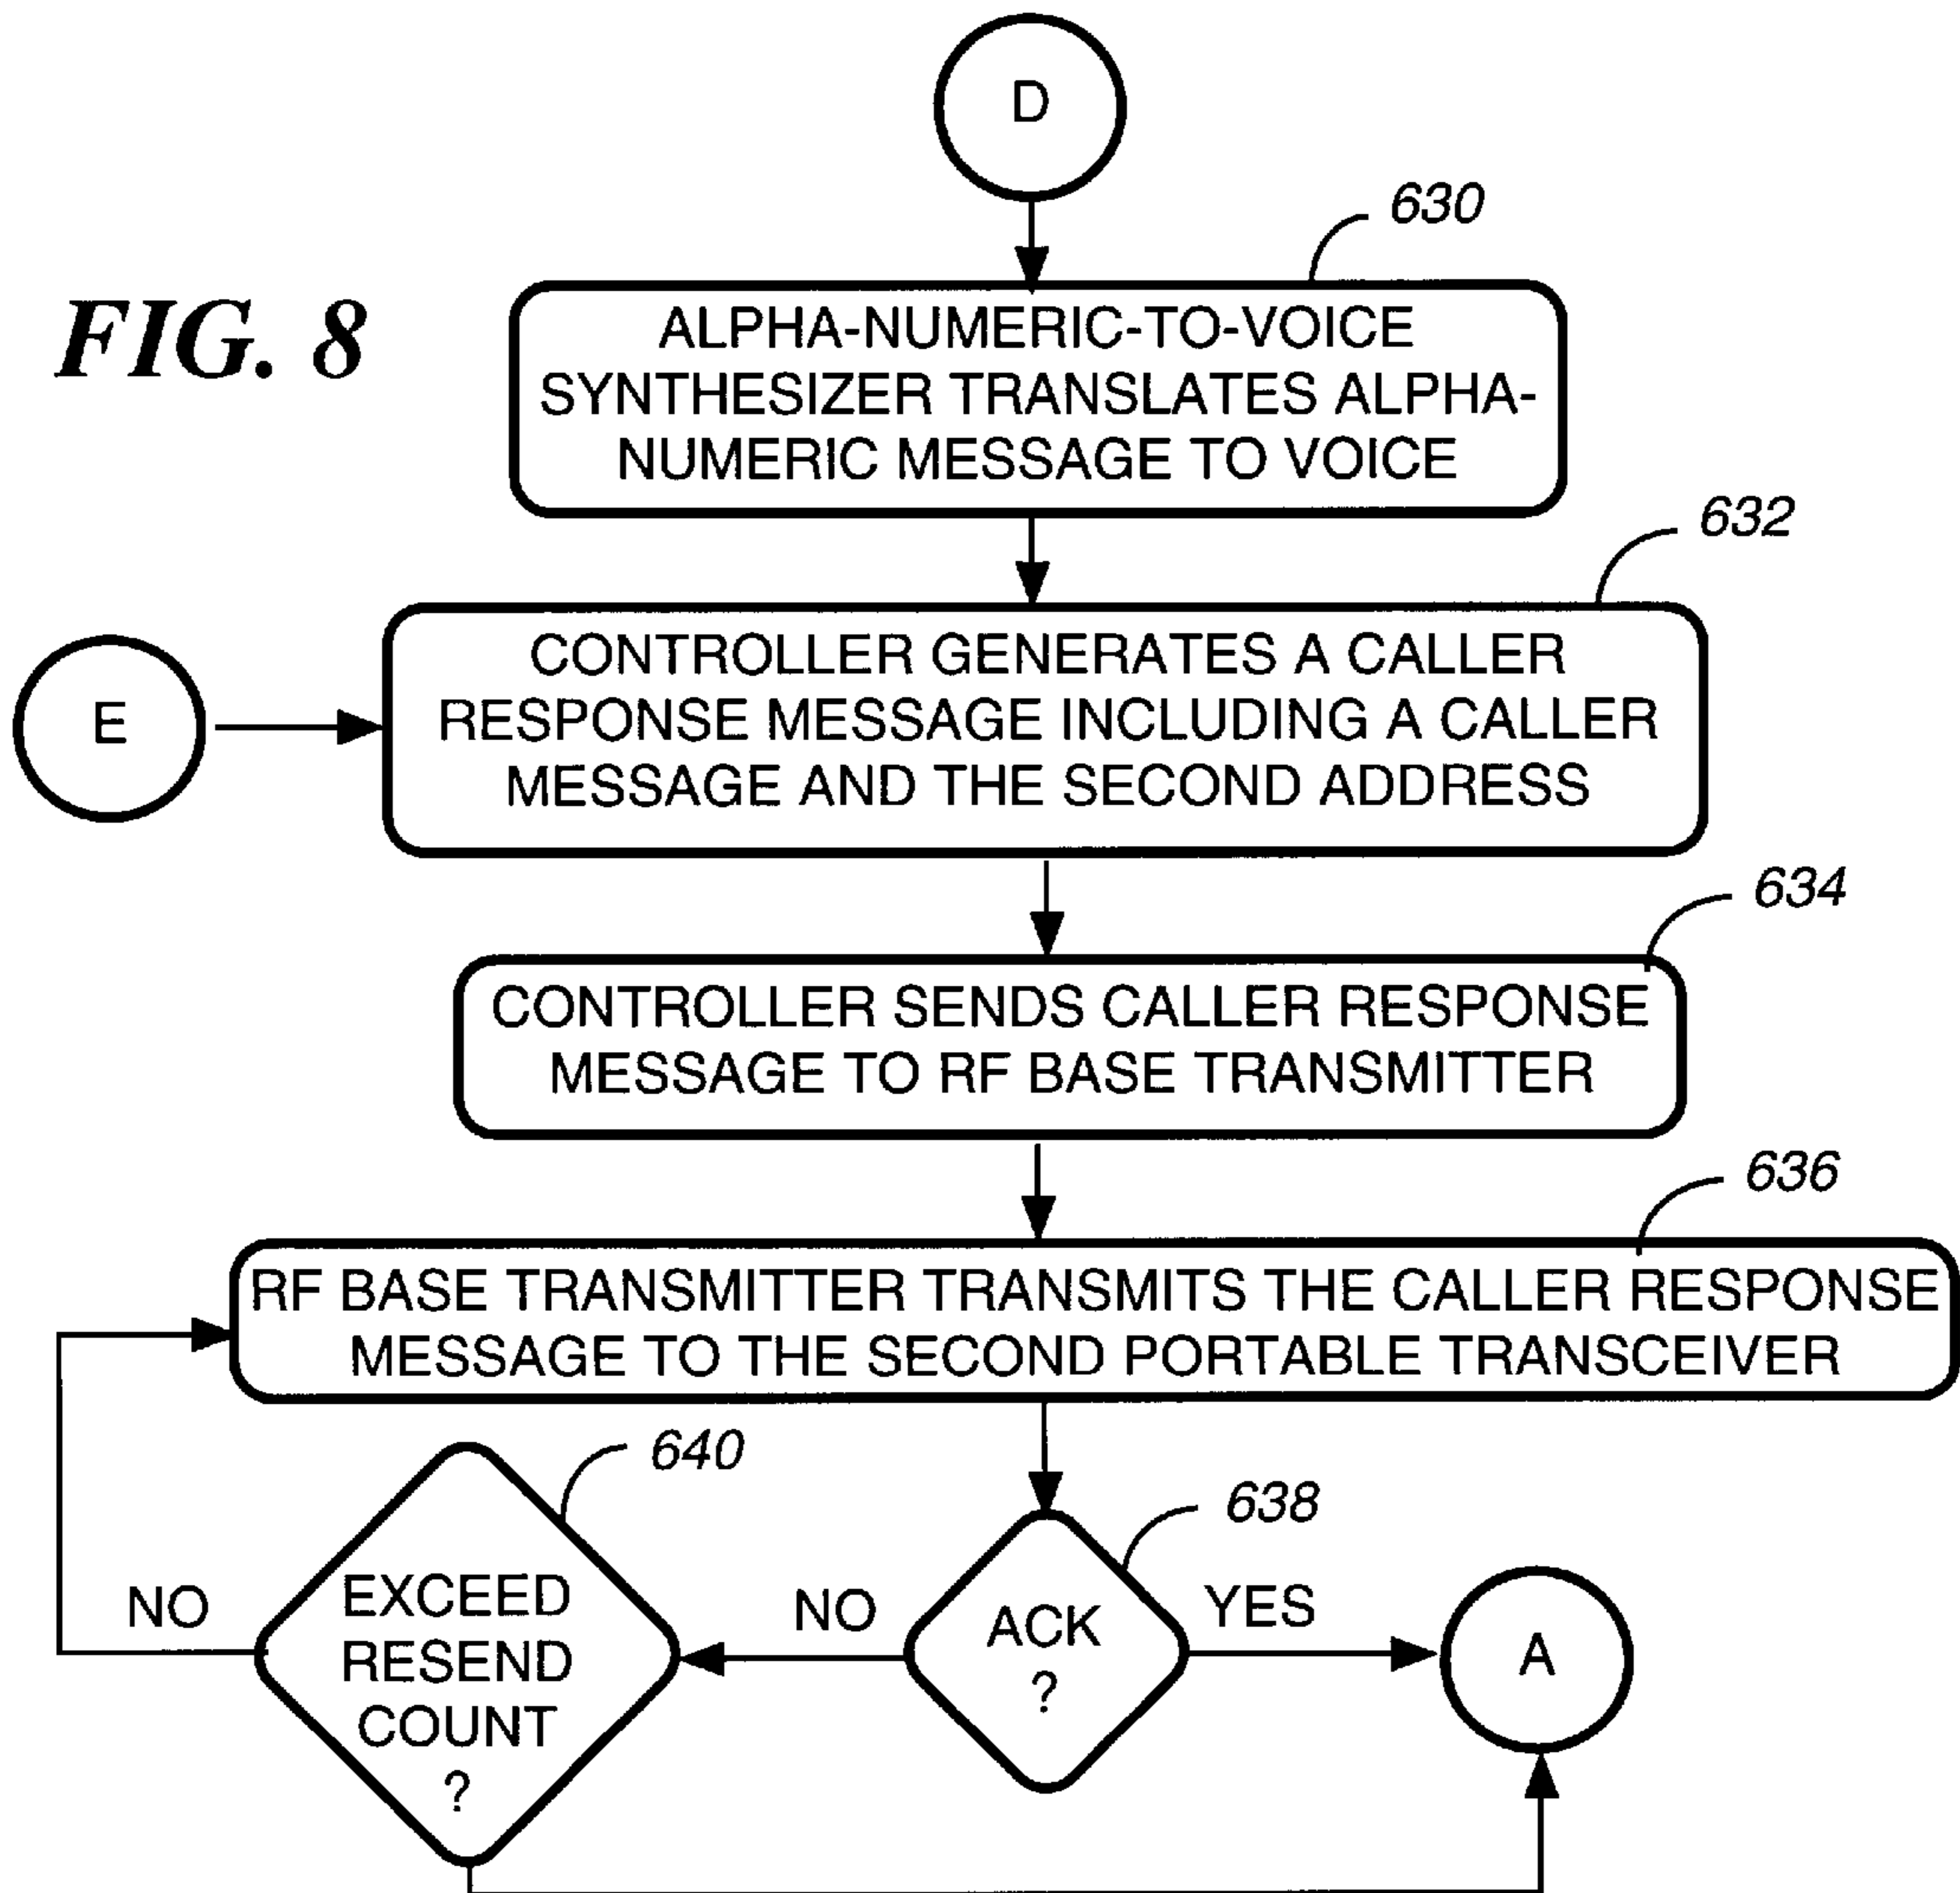 D
630
FIG. 8
ALPHA-NUMERIC-TO-VOICE
SYNTHESIZER TRANSLATES ALPHA-
NUMERIC MESSAGE TO VOICE
632
E
CONTROLLER GENERATES A CALLER
RESPONSE MESSAGE INCLUDING A CALLER
MESSAGE AND THE SECOND ADDRESS
634
CONTROLLER SENDS CALLER RESPONSE
MESSAGE TO RF BASE TRANSMITTER
636
RF BASE TRANSMITTER TRANSMITS THE CALLER RESPONSE
MESSAGE TO THE SECOND PORTABLE TRANSCEIVER
640
638
NO
EXCEED
RESEND
COUNT
?
NO
ACK
?
YES
A